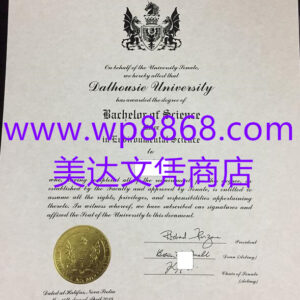 On behalf of the University Senate,
we hereby attest that
Dalhousie University
has awarded the degree of
Bachelor of Science
www.wp8868.com
in Environmental Science
to
美达文凭商店
established by the Faculty and approved by Senate, is entitled to
assume all the rights, privileges, and responsibilities appertaining
thereto. In witness whereof, we have subscribed our signatures and
affixed the Seal of the University to this document.
President
Dean
Chair of Senate
Dated at Halifax, Nova Scotia